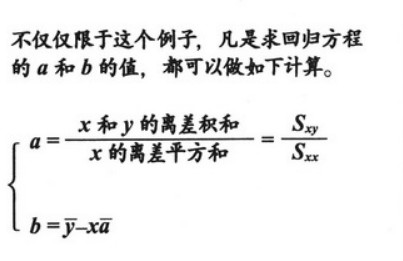 不仅仅限于这个例子，凡是求回归方程
的 a 和 b 的值，都可以做如下计算。
a = x 和 y 的离差积和 / x 的离差平方和 = Sxy / Sxx
b = y̅–xa̅